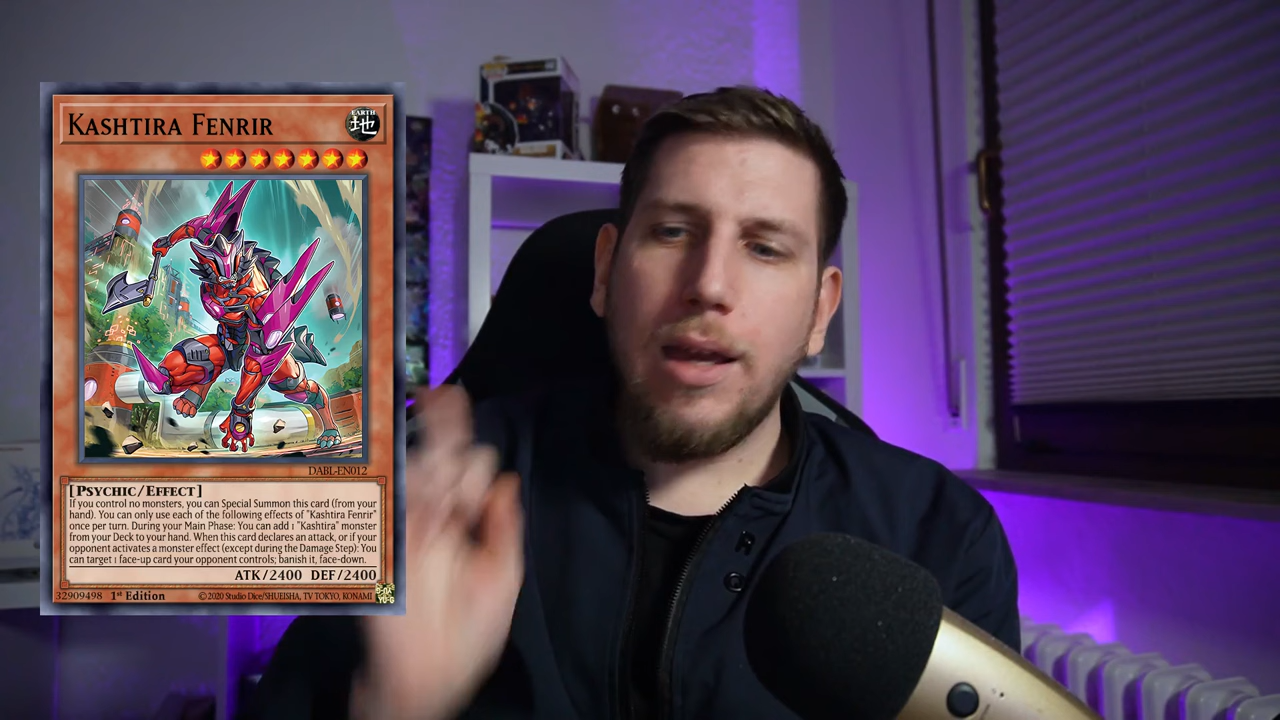 KASHTIRA FENRIR
EARTH
地
DABL-EN012
[PSYCHIC/EFFECT]
If you control no monsters, you can Special Summon this card (from your
hand). You can only use each of the following effects of "Kashtira Fenrir"
once per turn. During your Main Phase: You can add 1 "Kashtira" monster
from your Deck to your hand. When this card declares an attack, or if your
opponent activates a monster effect (except during the Damage Step): You
can target 1 face-up card your opponent controls; banish it, face-down.
ATK/2400 DEF/2400
32909498 1st Edition ©2020 Studio Dice/SHUEISHA, TV TOKYO, KONAMI